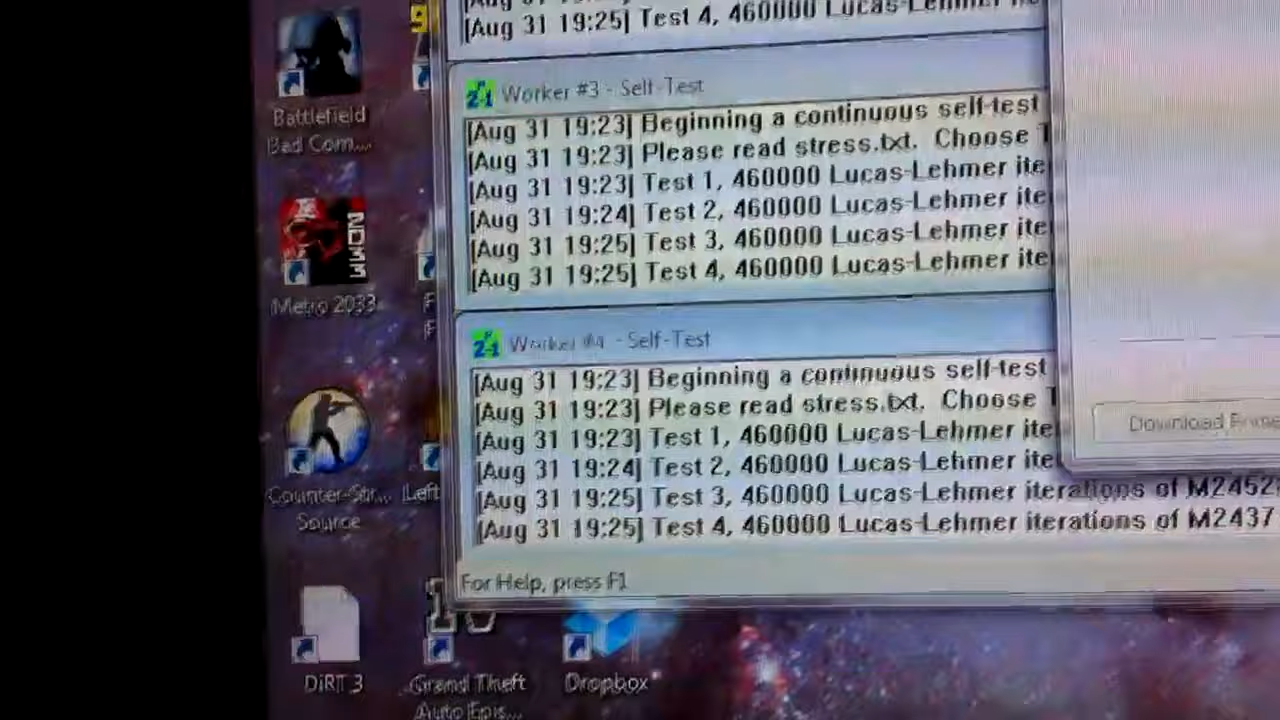 [Aug 31 19:25] Test 4, 460000 Lucas-Lehmer
Worker #3 - Self-Test
[Aug 31 19:23] Beginning a continuous self-test
[Aug 31 19:23] Please read stress.txt.  Choose
[Aug 31 19:23] Test 1, 460000 Lucas-Lehmer ite
[Aug 31 19:24] Test 2, 460000 Lucas-Lehmer ite
[Aug 31 19:25] Test 3, 460000 Lucas-Lehmer ite
[Aug 31 19:25] Test 4, 460000 Lucas-Lehmer ite
Worker #4 - Self-Test
[Aug 31 19:23] Beginning a continuous self-test
[Aug 31 19:23] Please read stress.txt.  Choose
[Aug 31 19:23] Test 1, 460000 Lucas-Lehmer ite
[Aug 31 19:24] Test 2, 460000 Lucas-Lehmer ite
[Aug 31 19:25] Test 3, 460000 Lucas-Lehmer iterations of M2452
[Aug 31 19:25] Test 4, 460000 Lucas-Lehmer iterations of M2437
For Help, press F1
Download
Battlefield
Bad Com...
2033
Metro 2033
Counter-Str...
Source
Left
DiRT 3
Grand Theft
Auto Epis...
Dropbox